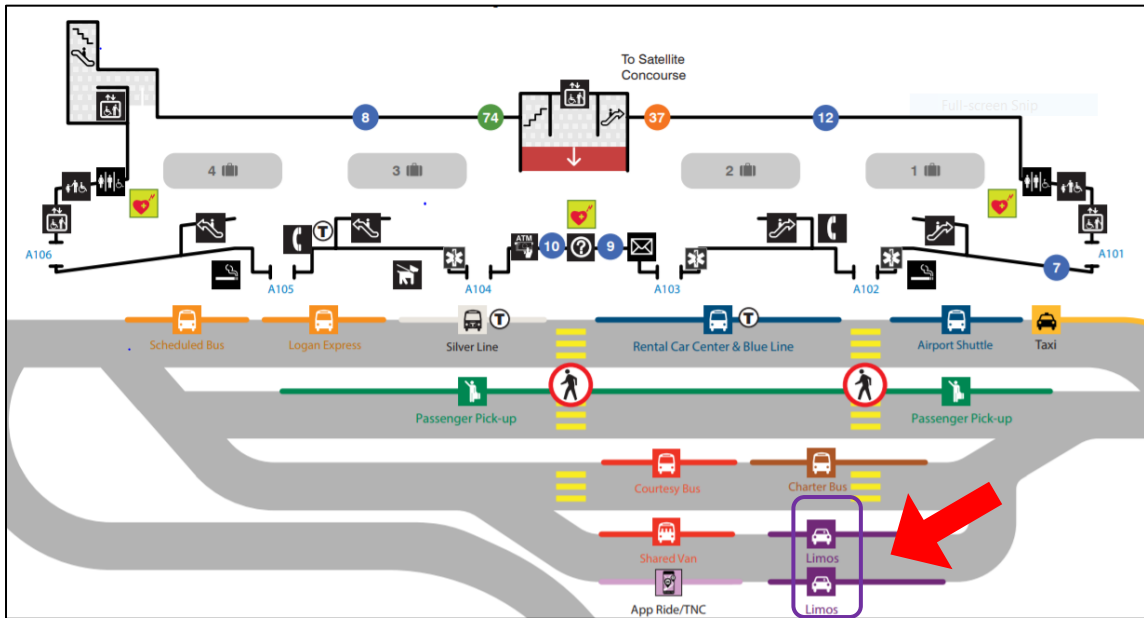 To Satellite
Concourse
8
74
37
12
Full-screen Snip
4
3
2
1
T
ATM
10
?
9
7
A106
A105
A104
A103
A102
A101
T
T
Scheduled Bus
Logan Express
Silver Line
Rental Car Center & Blue Line
Airport Shuttle
Taxi
Passenger Pick-up
Passenger Pick-up
Courtesy Bus
Charter Bus
Shared Van
Limos
App Ride/TNC
Limos